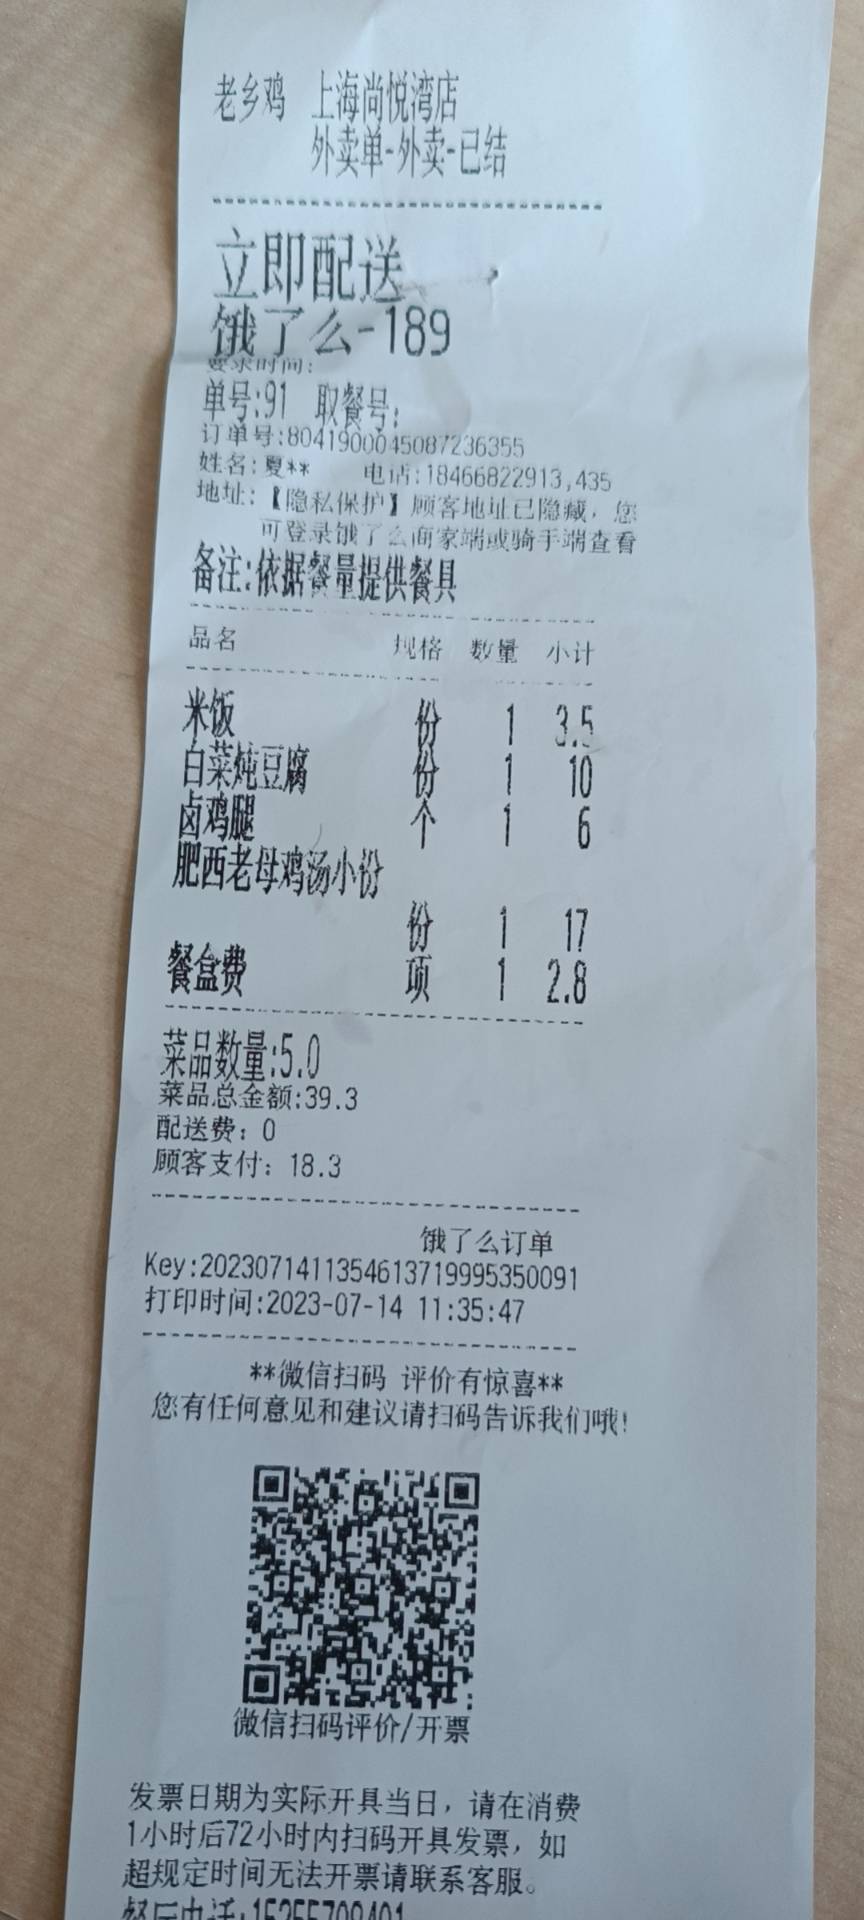 老乡鸡 上海尚悦湾店
外卖单-外卖-已结
立即配送
饿了么-189
要求时间:
单号:91 取餐号:
订单号:8041900045087236355
姓名:夏** 电话:18466822913,435
地址:【隐私保护】顾客地址已隐藏，您
可登录饿了么商家端或骑手端查看
备注:依据餐量提供餐具
品名 规格 数量 小计
米饭 份 1 3.5
白菜炖豆腐 份 1 10
卤鸡腿 个 1 6
肥西老母鸡汤小份
份 1 17
餐盒费 项 1 2.8
菜品数量:5.0
菜品总金额:39.3
配送费：0
顾客支付：18.3
饿了么订单
Key:20230714113546137199953500​91
打印时间:2023-07-14 11:35:47
**微信扫码 评价有惊喜**
您有任何意见和建议请扫码告诉我们哦!
微信扫码评价/开票
发票日期为实际开具当日，请在消费
1小时后72小时内扫码开具发票，如
超规定时间无法开票请联系客服。
餐厅电话:15255709401